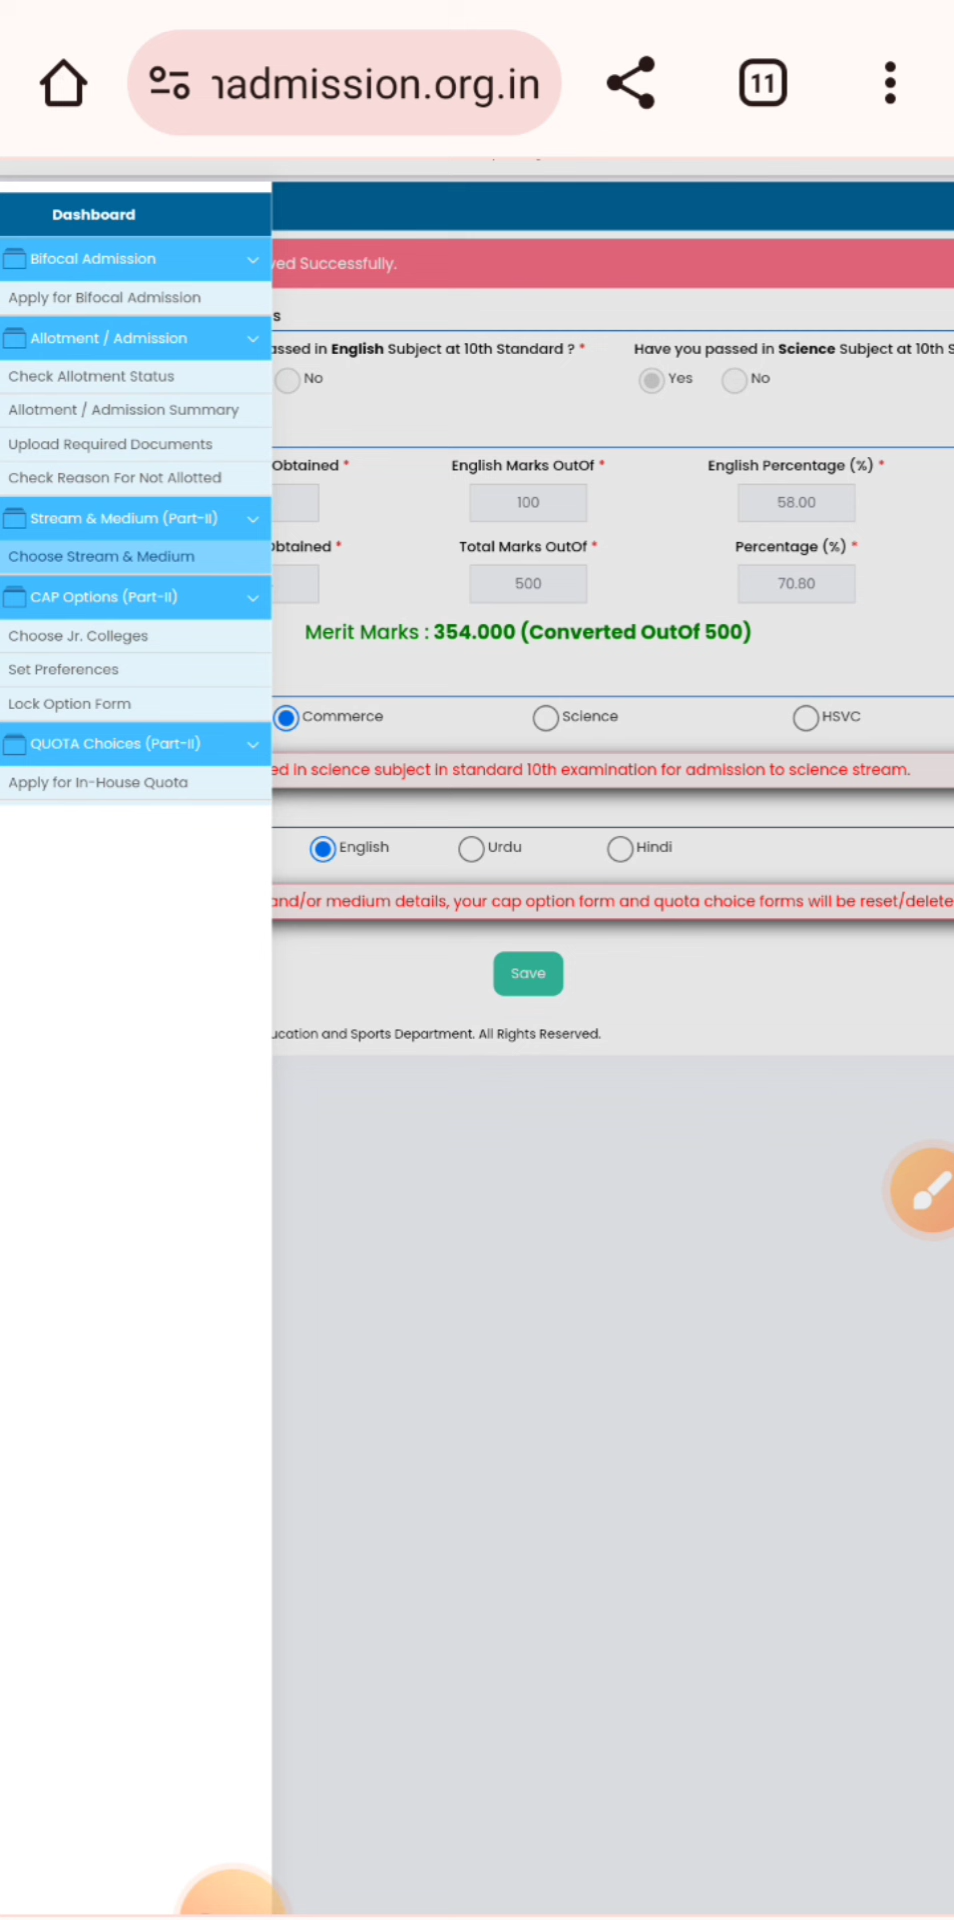 nadmission.org.in
11
Dashboard
Bifocal Admission
ved Successfully.
Apply for Bifocal Admission
s
Allotment / Admission
assed in English Subject at 10th Standard ? *
Have you passed in Science Subject at 10th S
Check Allotment Status
No
Yes
No
Allotment / Admission Summary
Upload Required Documents
Obtained *
English Marks OutOf *
English Percentage (%) *
Check Reason For Not Allotted
100
58.00
Stream & Medium (Part-II)
Obtained *
Total Marks OutOf *
Percentage (%) *
Choose Stream & Medium
500
70.80
CAP Options (Part-II)
Merit Marks : 354.000 (Converted OutOf 500)
Choose Jr. Colleges
Set Preferences
Lock Option Form
Commerce
Science
HSVC
QUOTA Choices (Part-II)
ed in science subject in standard 10th examination for admission to science stream.
Apply for In-House Quota
English
Urdu
Hindi
and/or medium details, your cap option form and quota choice forms will be reset/delete
Save
ucation and Sports Department. All Rights Reserved.